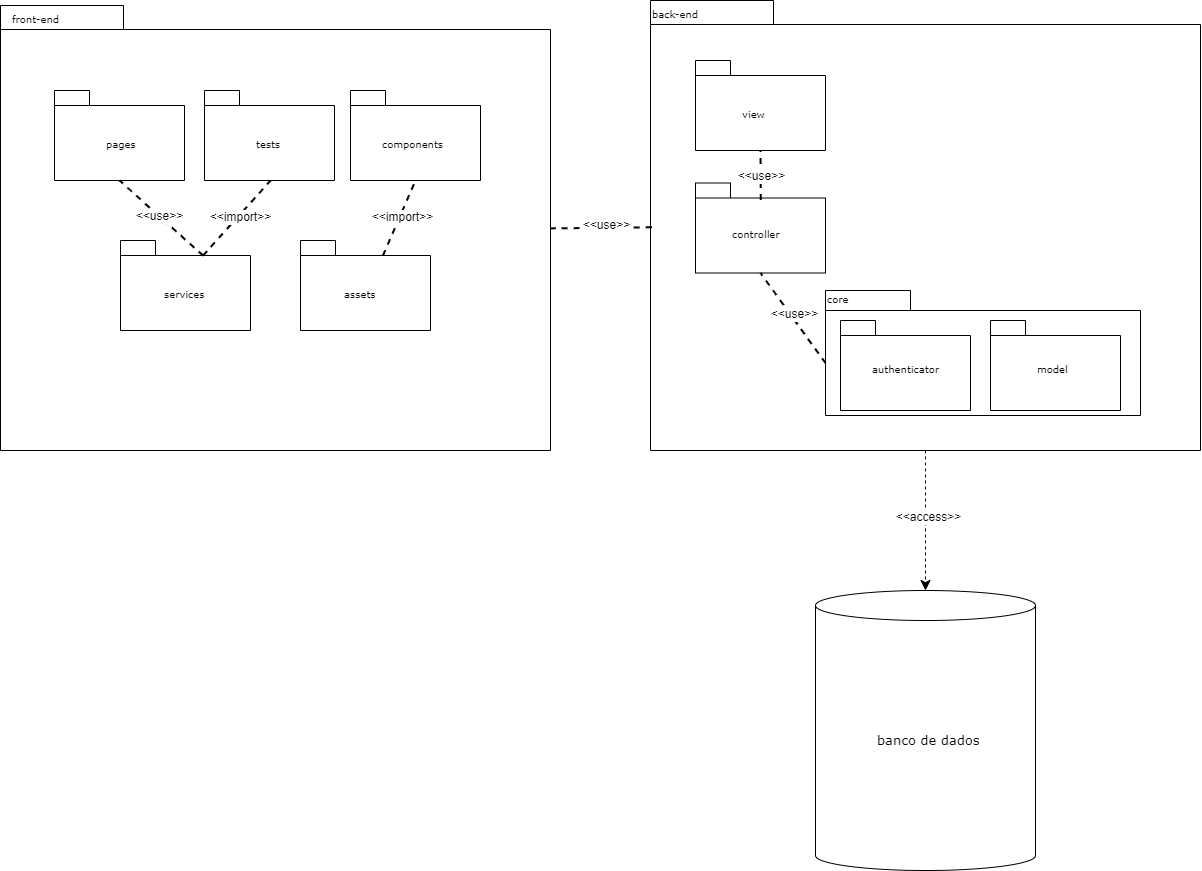 front-end
pages
tests
components
<<use>>
<<import>>
<<import>>
services
assets
<<use>>
back-end
view
<<use>>
controller
<<use>>
core
authenticator
model
<<access>>
banco de dados